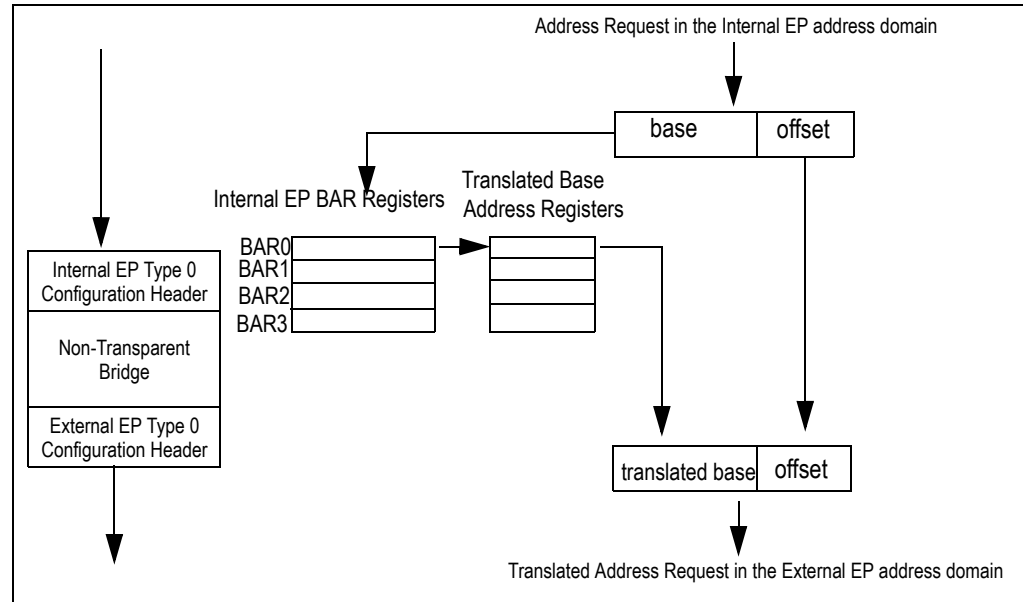 Address Request in the Internal EP address domain
base
offset
Internal EP BAR Registers
Translated Base
Address Registers
BAR0
BAR1
BAR2
BAR3
Internal EP Type 0
Configuration Header
Non-Transparent
Bridge
External EP Type 0
Configuration Header
translated base
offset
Translated Address Request in the External EP address domain